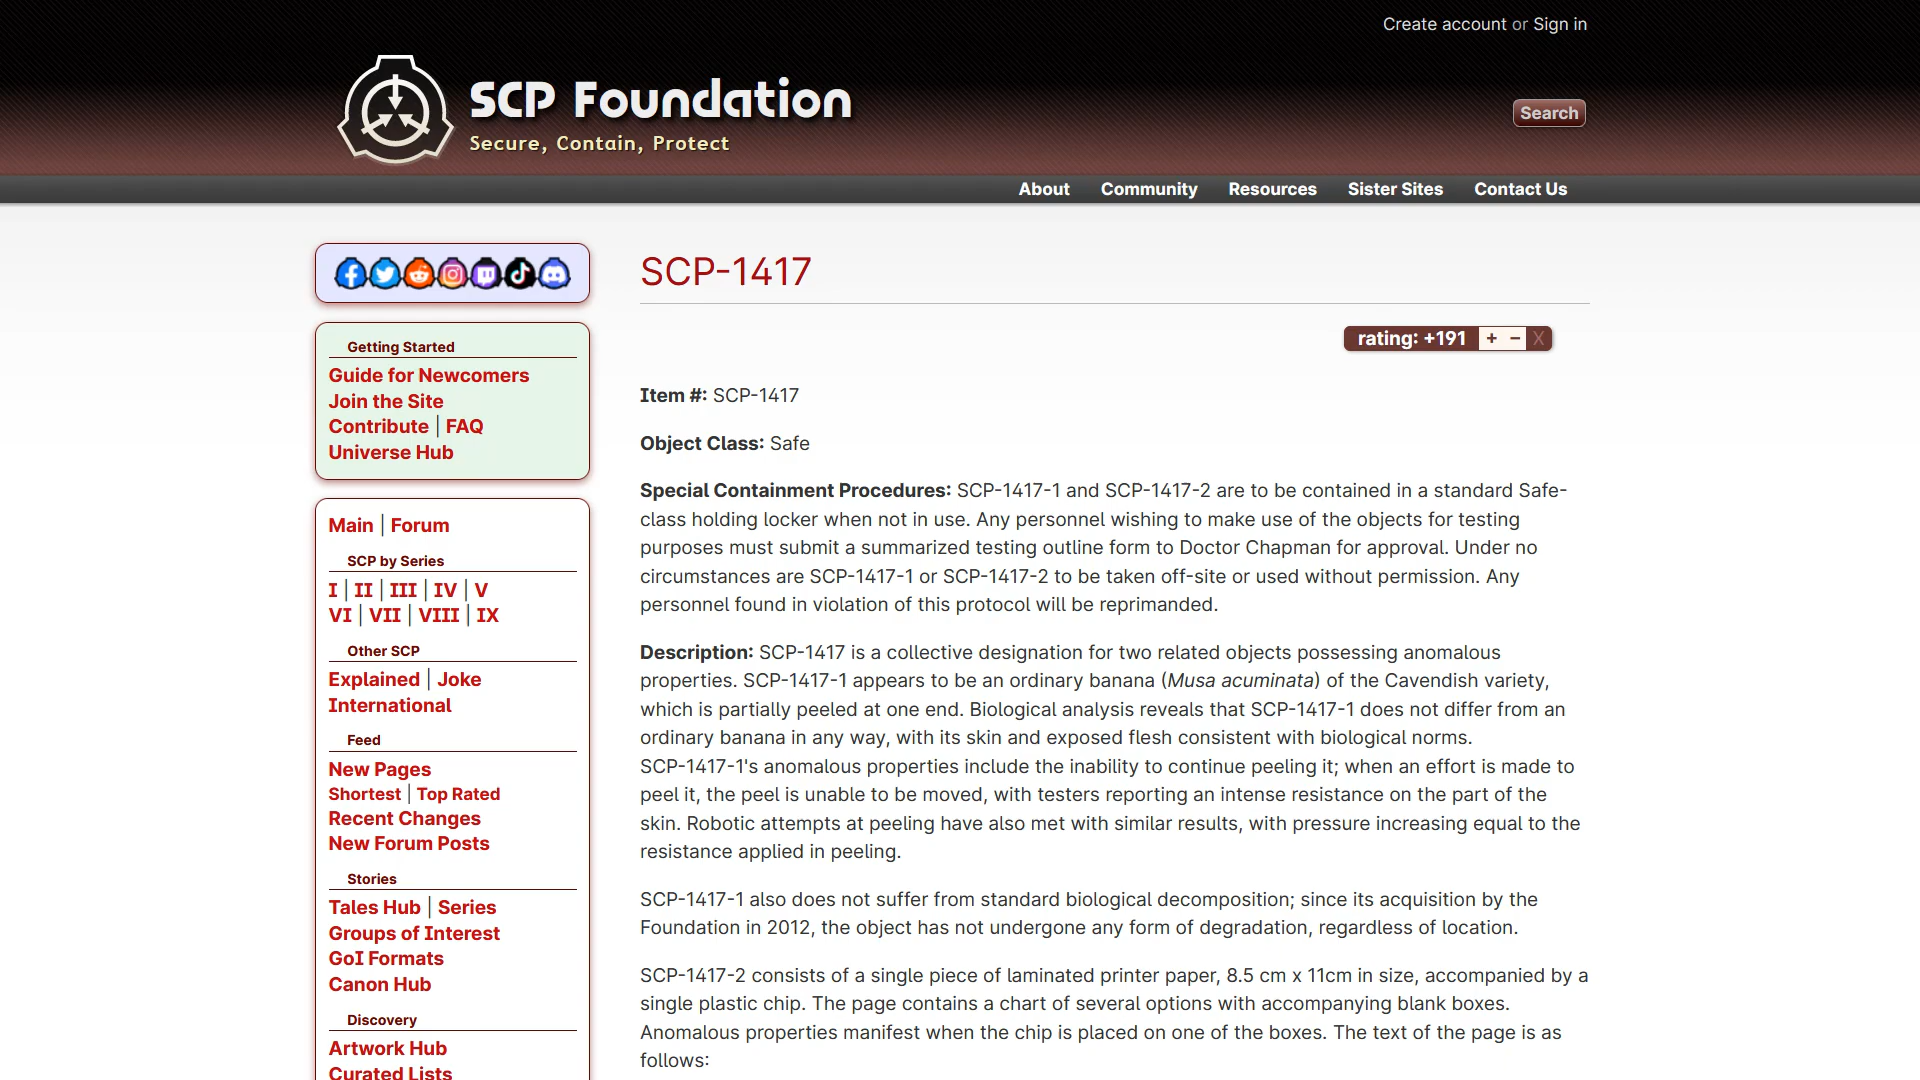 Create account or Sign in
SCP Foundation
Secure, Contain, Protect
Search
About Community Resources Sister Sites Contact Us
Getting Started
Guide for Newcomers
Join the Site
Contribute | FAQ
Universe Hub
Main | Forum
SCP by Series
I | II | III | IV | V
VI | VII | VIII | IX
Other SCP
Explained | Joke
International
Feed
New Pages
Shortest | Top Rated
Recent Changes
New Forum Posts
Stories
Tales Hub | Series
Groups of Interest
GoI Formats
Canon Hub
Discovery
Artwork Hub
Curated Lists
SCP-1417
rating: +191 + − X
Item #: SCP-1417
Object Class: Safe
Special Containment Procedures: SCP-1417-1 and SCP-1417-2 are to be contained in a standard Safe-
class holding locker when not in use. Any personnel wishing to make use of the objects for testing
purposes must submit a summarized testing outline form to Doctor Chapman for approval. Under no
circumstances are SCP-1417-1 or SCP-1417-2 to be taken off-site or used without permission. Any
personnel found in violation of this protocol will be reprimanded.
Description: SCP-1417 is a collective designation for two related objects possessing anomalous
properties. SCP-1417-1 appears to be an ordinary banana (Musa acuminata) of the Cavendish variety,
which is partially peeled at one end. Biological analysis reveals that SCP-1417-1 does not differ from an
ordinary banana in any way, with its skin and exposed flesh consistent with biological norms.
SCP-1417-1's anomalous properties include the inability to continue peeling it; when an effort is made to
peel it, the peel is unable to be moved, with testers reporting an intense resistance on the part of the
skin. Robotic attempts at peeling have also met with similar results, with pressure increasing equal to the
resistance applied in peeling.
SCP-1417-1 also does not suffer from standard biological decomposition; since its acquisition by the
Foundation in 2012, the object has not undergone any form of degradation, regardless of location.
SCP-1417-2 consists of a single piece of laminated printer paper, 8.5 cm x 11cm in size, accompanied by a
single plastic chip. The page contains a chart of several options with accompanying blank boxes.
Anomalous properties manifest when the chip is placed on one of the boxes. The text of the page is as
follows: